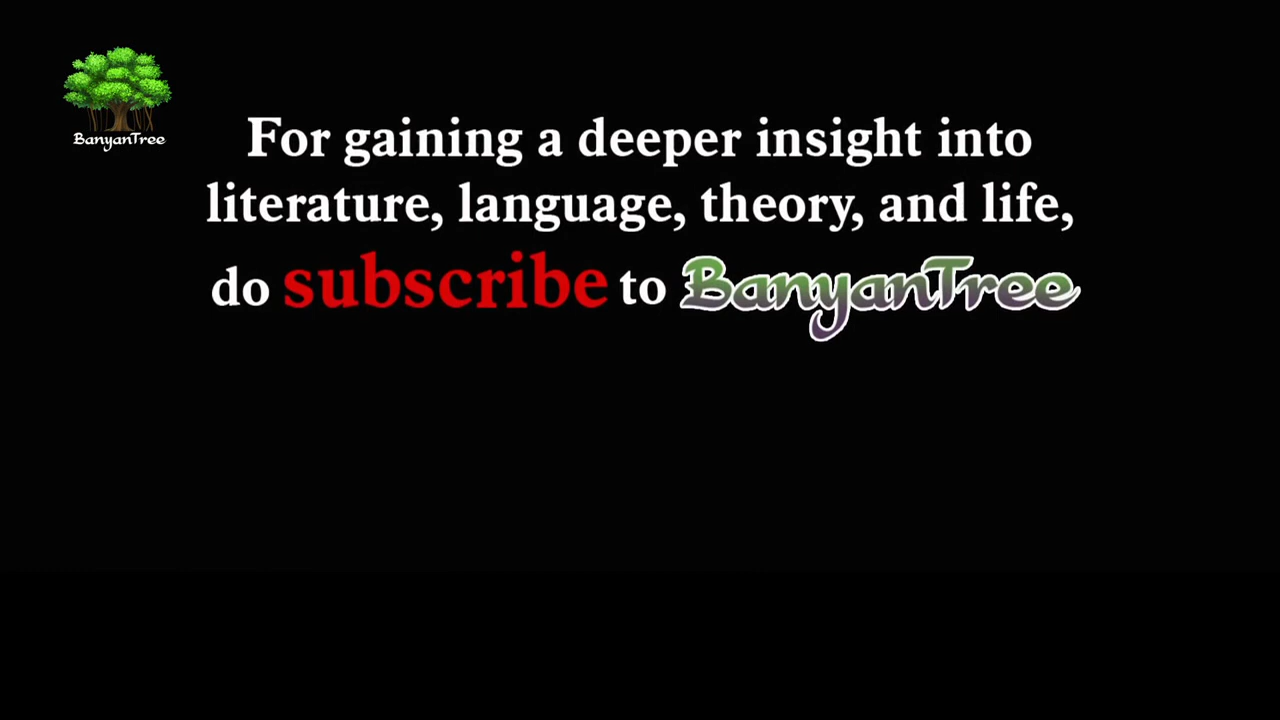 BanyanTree
For gaining a deeper insight into
literature, language, theory, and life,
do subscribe to BanyanTree